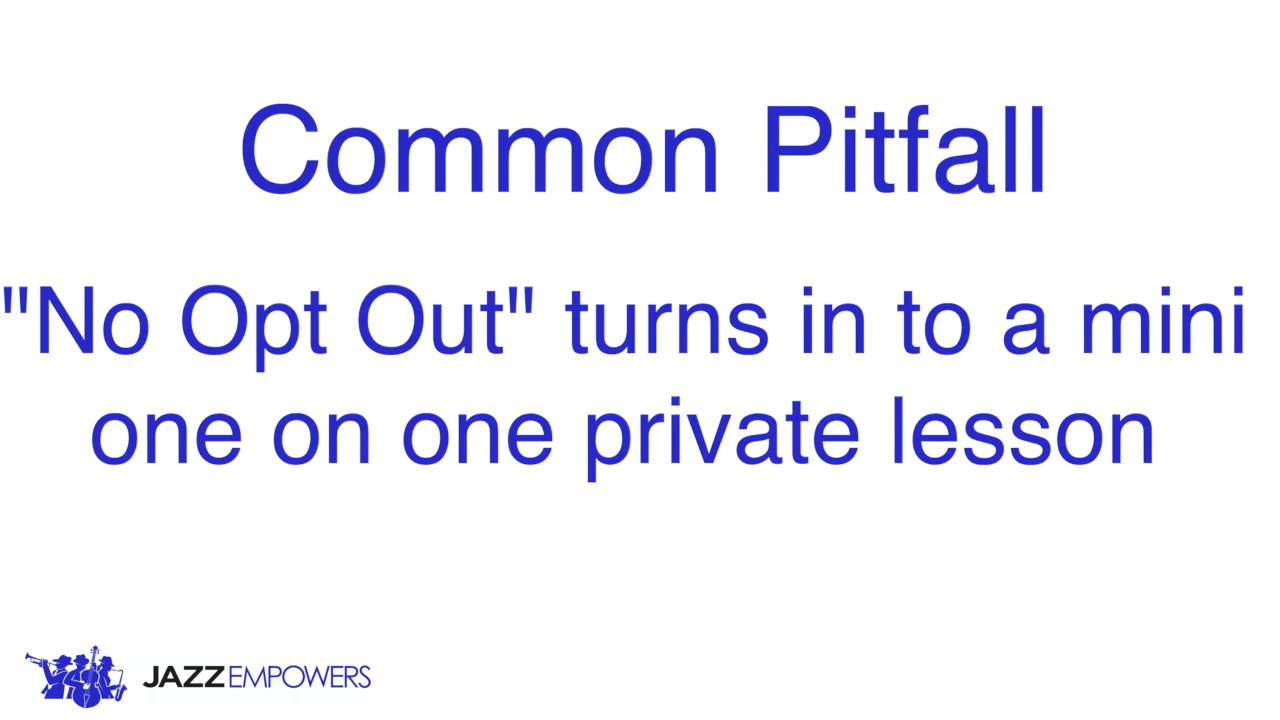 Common Pitfall
"No Opt Out" turns in to a mini
one on one private lesson
JAZZEMPOWERS